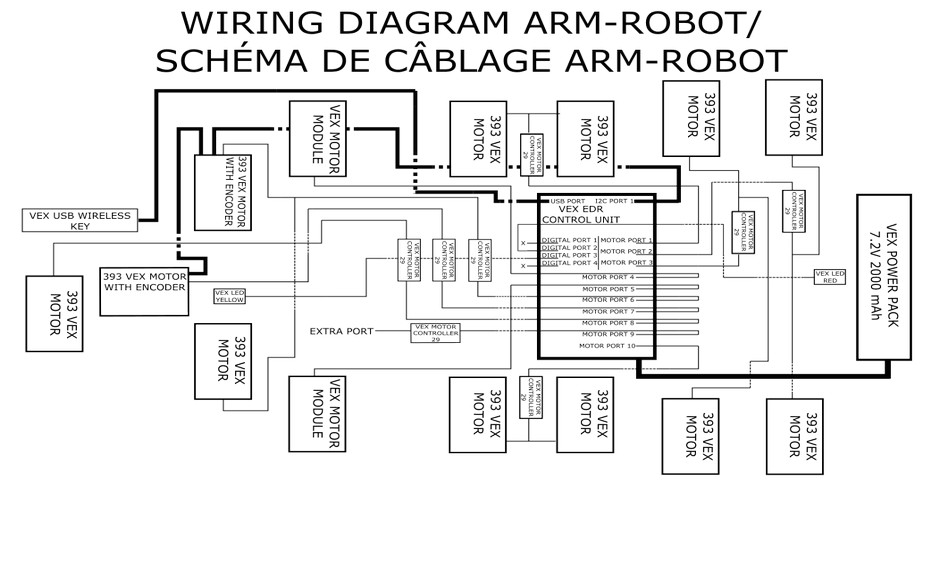 WIRING DIAGRAM ARM-ROBOT/
SCHÉMA DE CÂBLAGE ARM-ROBOT
393 VEX
MOTOR
393 VEX
MOTOR
VEX MOTOR
MODULE
393 VEX
MOTOR
VEX MOTOR
CONTROLLER
29
393 VEX
MOTOR
393 VEX MOTOR
WITH ENCODER
VEX USB WIRELESS
KEY
USB PORT
I2C PORT 1
VEX EDR
CONTROL UNIT
VEX MOTOR
CONTROLLER
29
VEX MOTOR
CONTROLLER
29
VEX POWER PACK
7.2V 2000 mAh
X
DIGITAL PORT 1
MOTOR PORT 1
DIGITAL PORT 2
MOTOR PORT 2
DIGITAL PORT 3
X
DIGITAL PORT 4
MOTOR PORT 3
VEX MOTOR
CONTROLLER
29
VEX MOTOR
CONTROLLER
29
VEX MOTOR
CONTROLLER
29
393 VEX MOTOR
WITH ENCODER
VEX LED
RED
MOTOR PORT 4
MOTOR PORT 5
VEX LED
YELLOW
MOTOR PORT 6
393 VEX
MOTOR
MOTOR PORT 7
MOTOR PORT 8
EXTRA PORT
VEX MOTOR
CONTROLLER
29
MOTOR PORT 9
MOTOR PORT 10
393 VEX
MOTOR
VEX MOTOR
MODULE
393 VEX
MOTOR
VEX MOTOR
CONTROLLER
29
393 VEX
MOTOR
393 VEX
MOTOR
393 VEX
MOTOR